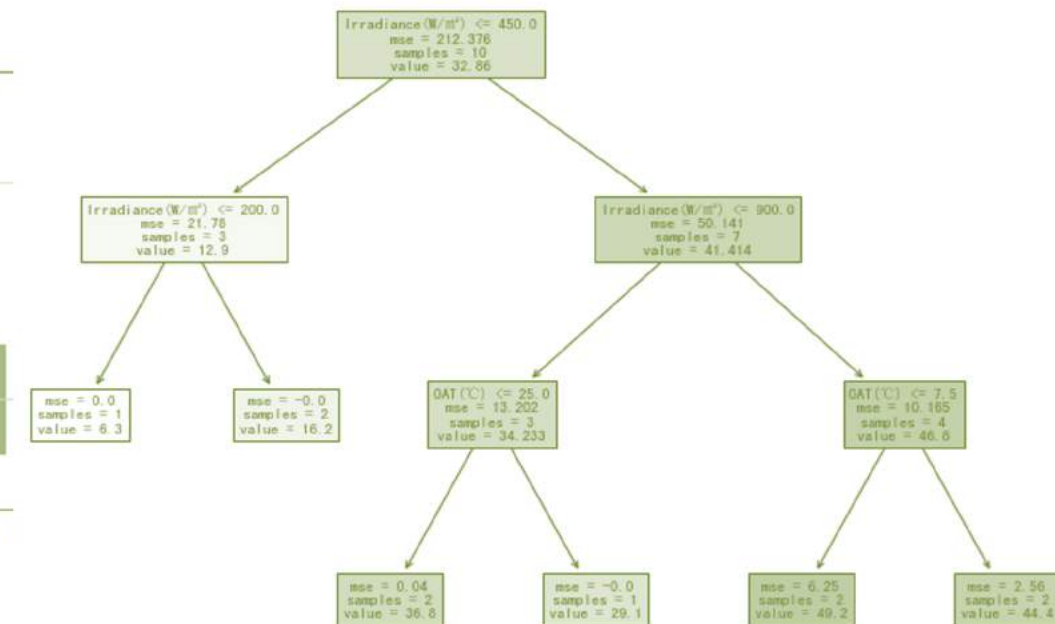 Irradiance(W/㎡) <= 450.0
mse = 212.376
samples = 10
value = 32.86
Irradiance(W/㎡) <= 200.0
mse = 21.78
samples = 3
value = 12.9
Irradiance(W/㎡) <= 900.0
mse = 50.141
samples = 7
value = 41.414
mse = 0.0
samples = 1
value = 6.3
mse = -0.0
samples = 2
value = 16.2
OAT(℃) <= 25.0
mse = 13.202
samples = 3
value = 34.233
OAT(℃) <= 7.5
mse = 10.165
samples = 4
value = 46.8
mse = 0.04
samples = 2
value = 36.8
mse = -0.0
samples = 1
value = 29.1
mse = 6.25
samples = 2
value = 49.2
mse = 2.56
samples = 2
value = 44.4